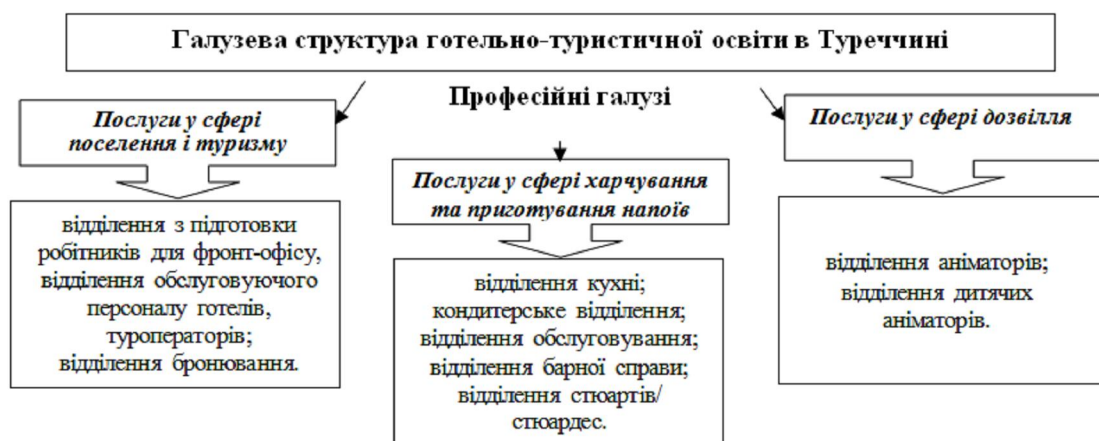 Галузева структура готельно-туристичної освіти в Туреччині
Професійні галузі
Послуги у сфері
поселення і туризму
відділення з підготовки
робітників для фронт-офісу,
відділення обслуговуючого
персоналу готелів,
туроператорів;
відділення бронювання.
Послуги у сфері харчування
та приготування напоїв
відділення кухні;
кондитерське відділення;
відділення обслуговування;
відділення барної справи;
відділення стюартів/
стюардес.
Послуги у сфері дозвілля
відділення аніматорів;
відділення дитячих
аніматорів.